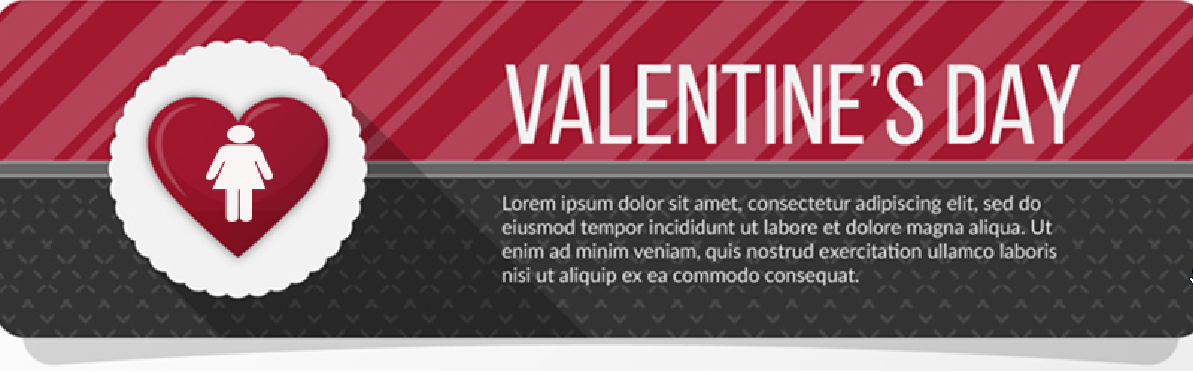 VALENTINE'S DAY
Lorem ipsum dolor sit amet, consectetur adipiscing elit, sed do
eiusmod tempor incididunt ut labore et dolore magna aliqua. Ut
enim ad minim veniam, quis nostrud exercitation ullamco laboris
nisi ut aliquip ex ea commodo consequat.